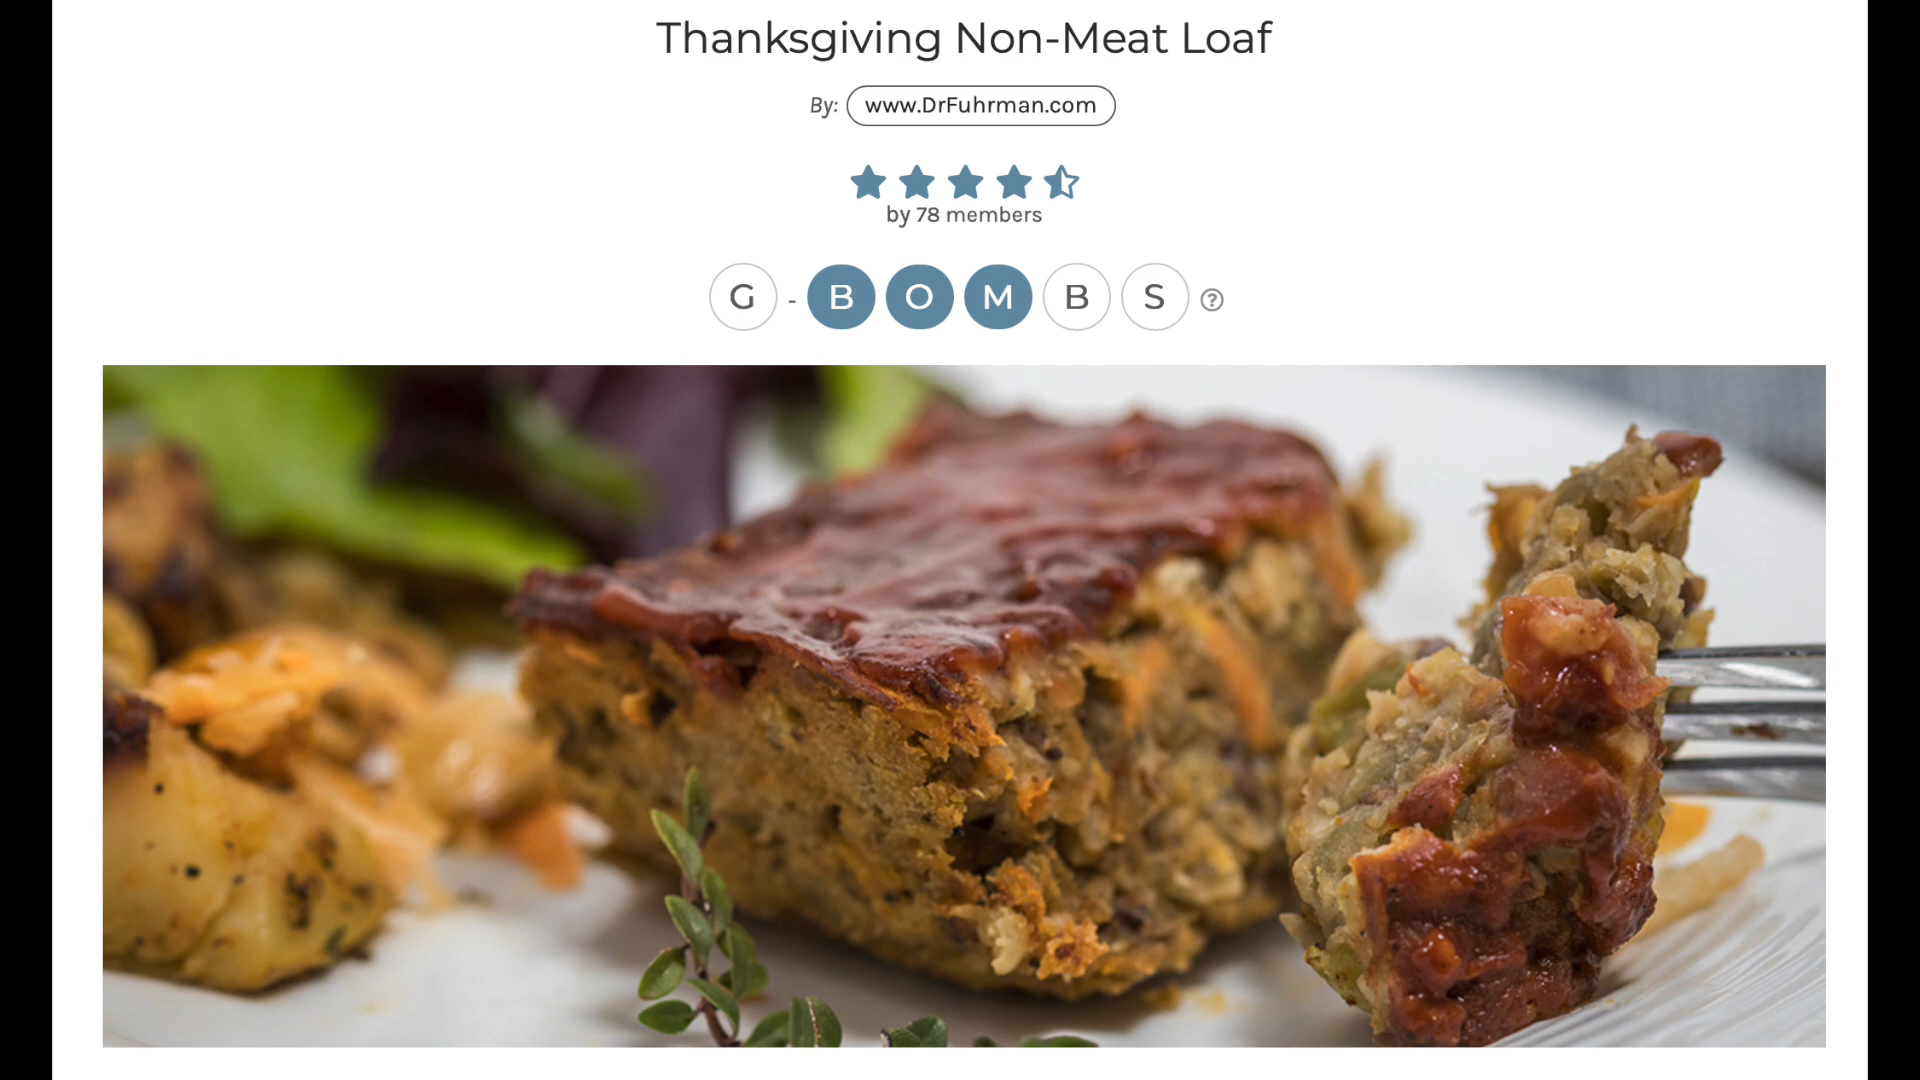 Thanksgiving Non-Meat Loaf
By: www.DrFuhrman.com
by 78 members
G - B O M B S ?